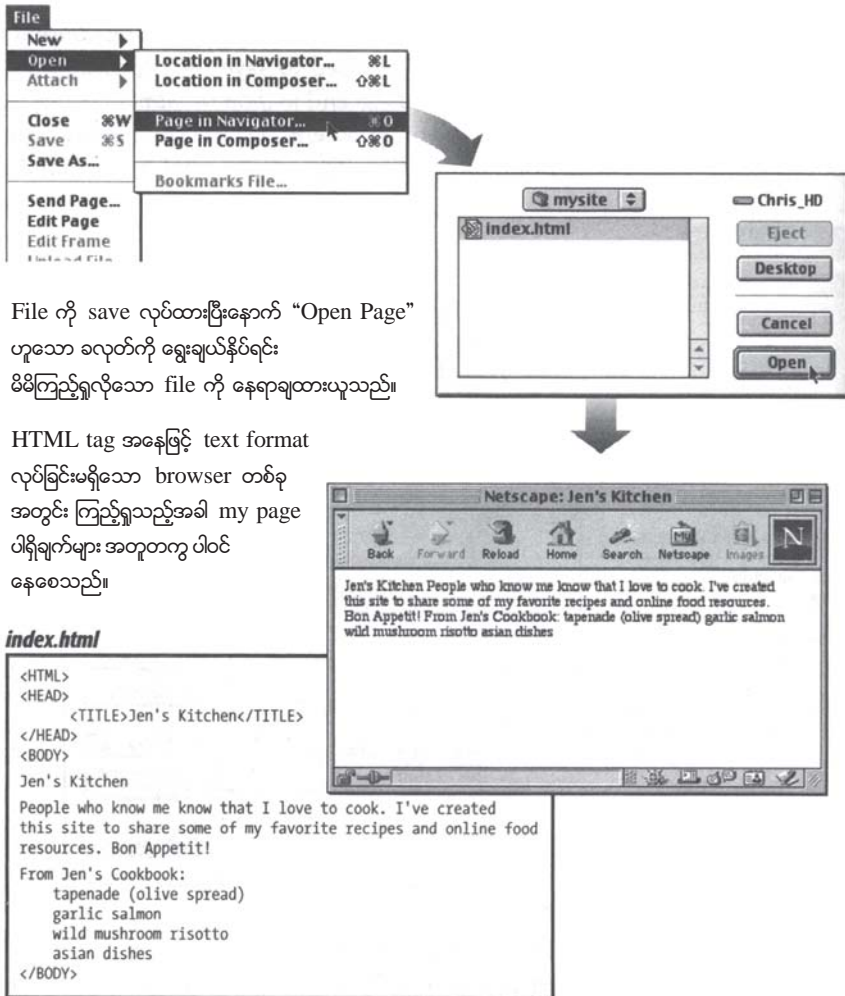 File
New
Open
Attach
Close ⌘W
Save ⌘S
Save As...
Send Page...
Edit Page
Edit Frame
Upload File
Location in Navigator... ⌘L
Location in Composer... ⇧⌘L
Page in Navigator... ⌘O
Page in Composer... ⇧⌘O
Bookmarks File...
mysite
index.html
Chris_HD
Eject
Desktop
Cancel
Open
File ကို save လုပ်ထားပြီးနောက် “Open Page”
ဟူသော ခလုတ်ကို ရွေးချယ်နှိပ်ရင်း
မိမိကြည့်ရှုလိုသော file ကို နေရာချထားယူသည်။
HTML tag အနေဖြင့် text format
လုပ်ခြင်းမရှိသော browser တစ်ခု
အတွင်း ကြည့်ရှုသည့်အခါ my page
ပါရှိချက်များ အတူတကွ ပါဝင်
နေစေသည်။
Netscape: Jen's Kitchen
Back Forward Reload Home Search Netscape Images N
My
Jen's Kitchen People who know me know that I love to cook. I've created
this site to share some of my favorite recipes and online food resources.
Bon Appetit! From Jen's Cookbook: tapenade (olive spread) garlic salmon
wild mushroom risotto asian dishes
index.html
<HTML>
<HEAD>
<TITLE>Jen's Kitchen</TITLE>
</HEAD>
<BODY>
Jen's Kitchen
People who know me know that I love to cook. I've created
this site to share some of my favorite recipes and online food
resources. Bon Appetit!
From Jen's Cookbook:
tapenade (olive spread)
garlic salmon
wild mushroom risotto
asian dishes
</BODY>